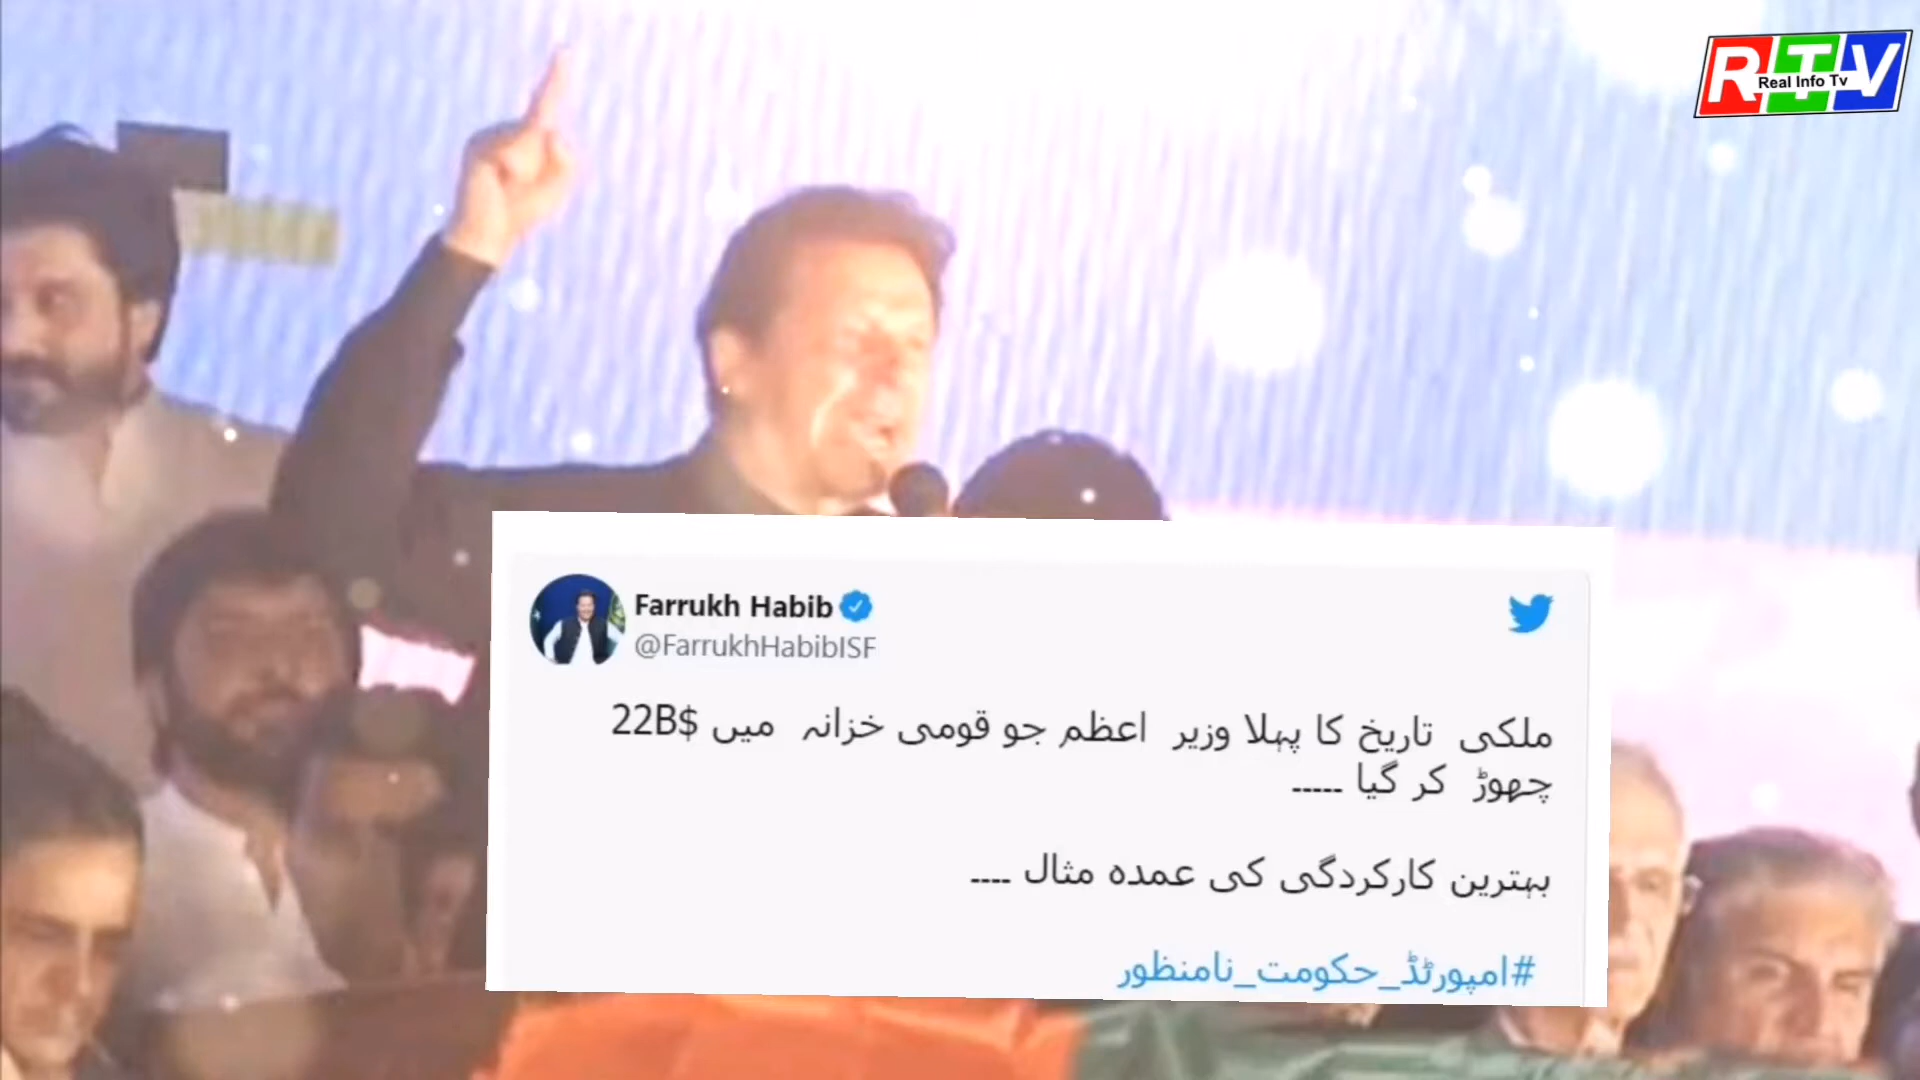 RTV
Real Info Tv
Farrukh Habib
@FarrukhHabibISF
ملکی تاریخ کا پہلا وزیر اعظم جو قومی خزانہ میں 22B$
چھوڑ کر گیا -----
بہترین کارکردگی کی عمدہ مثال ----
#امپورٹڈ_حکومت_نامنظور